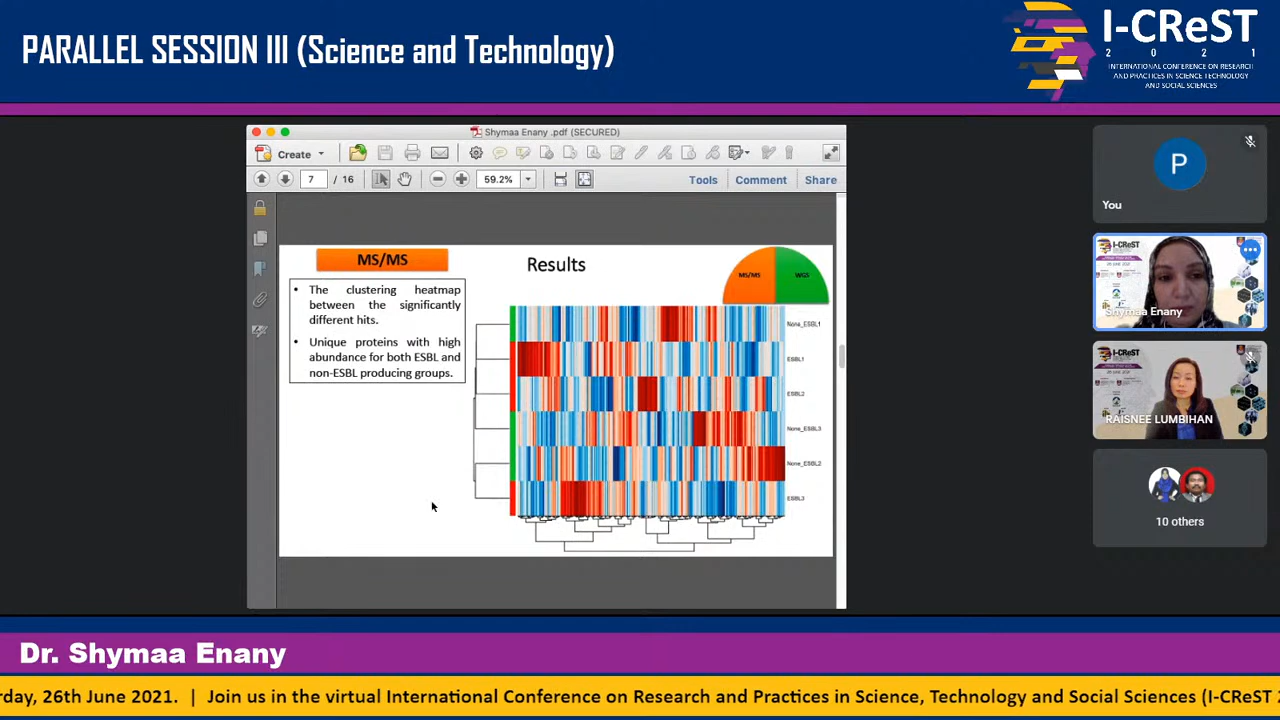 PARALLEL SESSION III (Science and Technology)
I-CReST
2 0 2 1
INTERNATIONAL CONFERENCE ON RESEARCH
AND PRACTICES IN SCIENCE TECHNOLOGY
AND SOCIAL SCIENCES
Shymaa Enany .pdf (SECURED)
Create
7 / 16
59.2%
Tools
Comment
Share
MS/MS
Results
MS/MS
WGS
• The clustering heatmap
between the significantly
different hits.
• Unique proteins with high
abundance for both ESBL and
non-ESBL producing groups.
None_ESBL1
ESBL1
ESBL2
None_ESBL3
None_ESBL2
ESBL3
P
You
I-CReST
Shymaa Enany
I-CReST
RAISNEE LUMBIHAN
10 others
Dr. Shymaa Enany
rday, 26th June 2021. | Join us in the virtual International Conference on Research and Practices in Science, Technology and Social Sciences (I-CReST 2